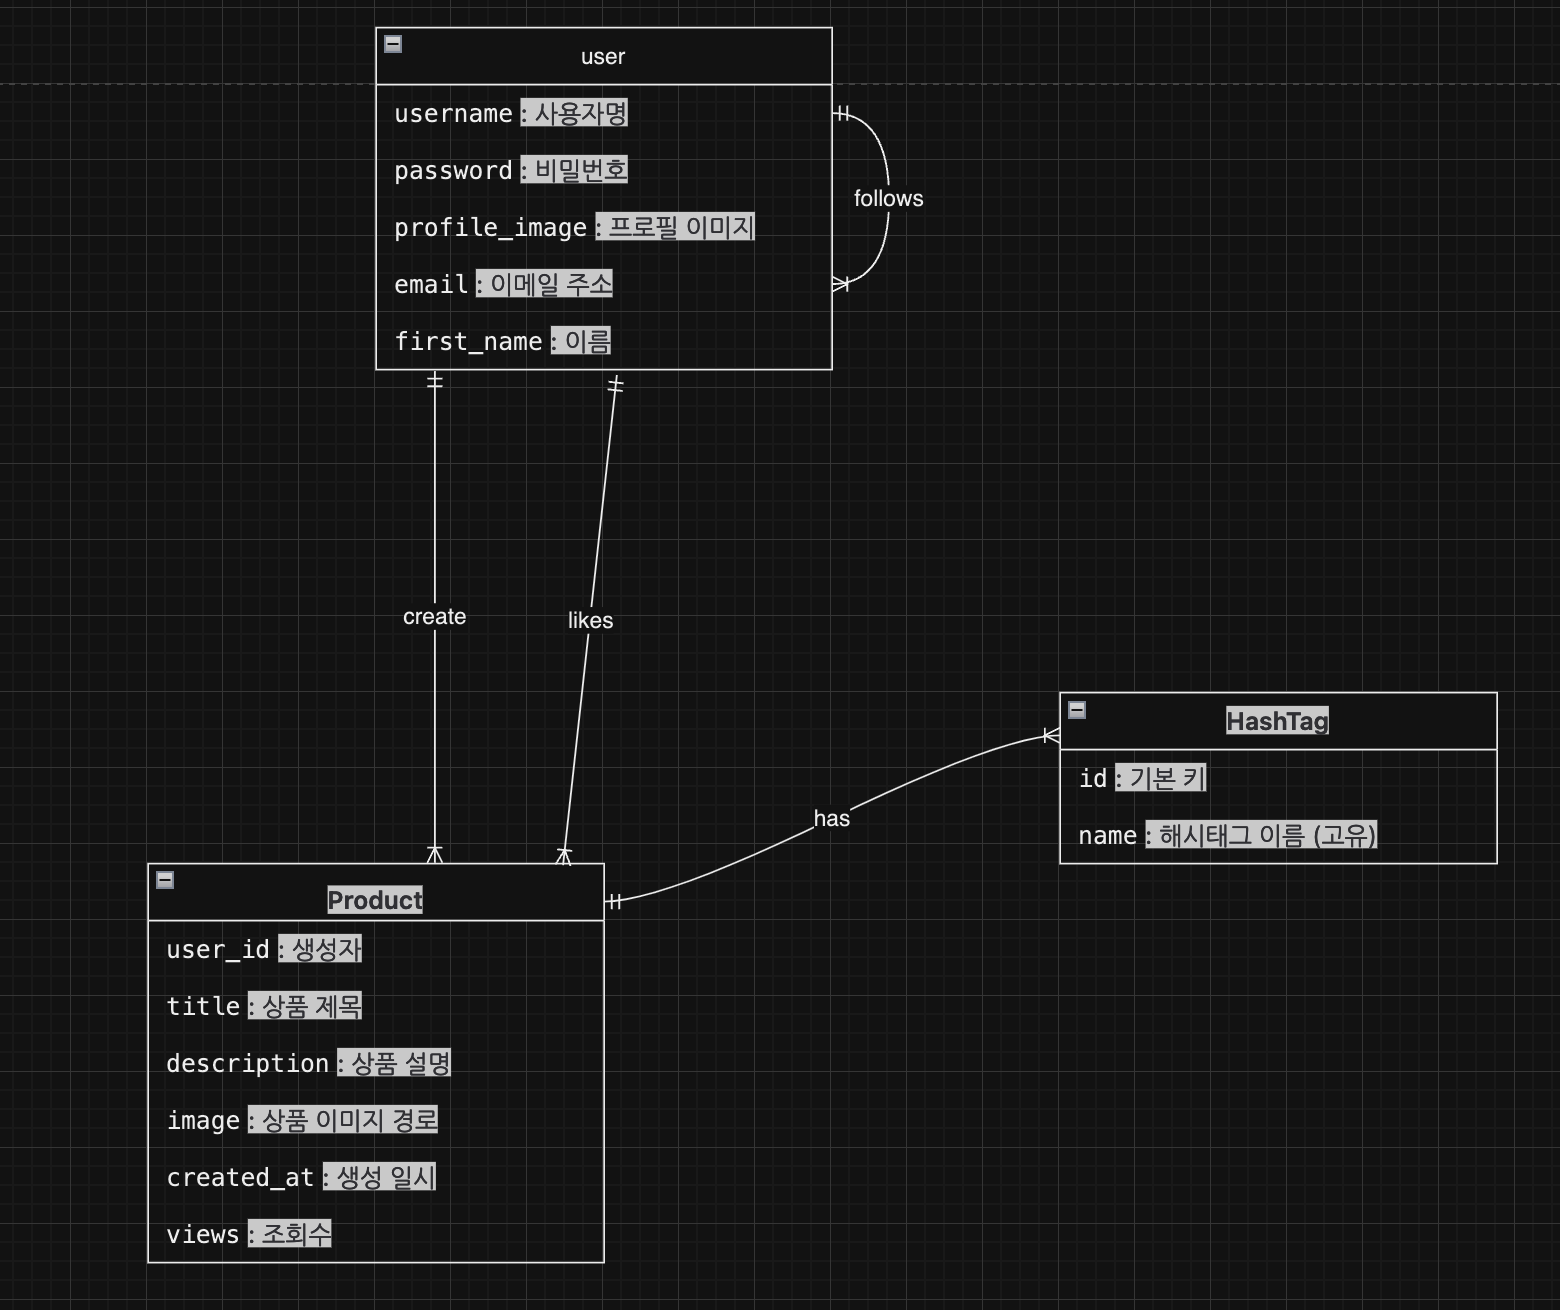 user
username : 사용자명
password : 비밀번호
profile_image : 프로필 이미지
email : 이메일 주소
first_name : 이름
follows
create
likes
has
HashTag
id : 기본 키
name : 해시태그 이름 (고유)
Product
user_id : 생성자
title : 상품 제목
description : 상품 설명
image : 상품 이미지 경로
created_at : 생성 일시
views : 조회수